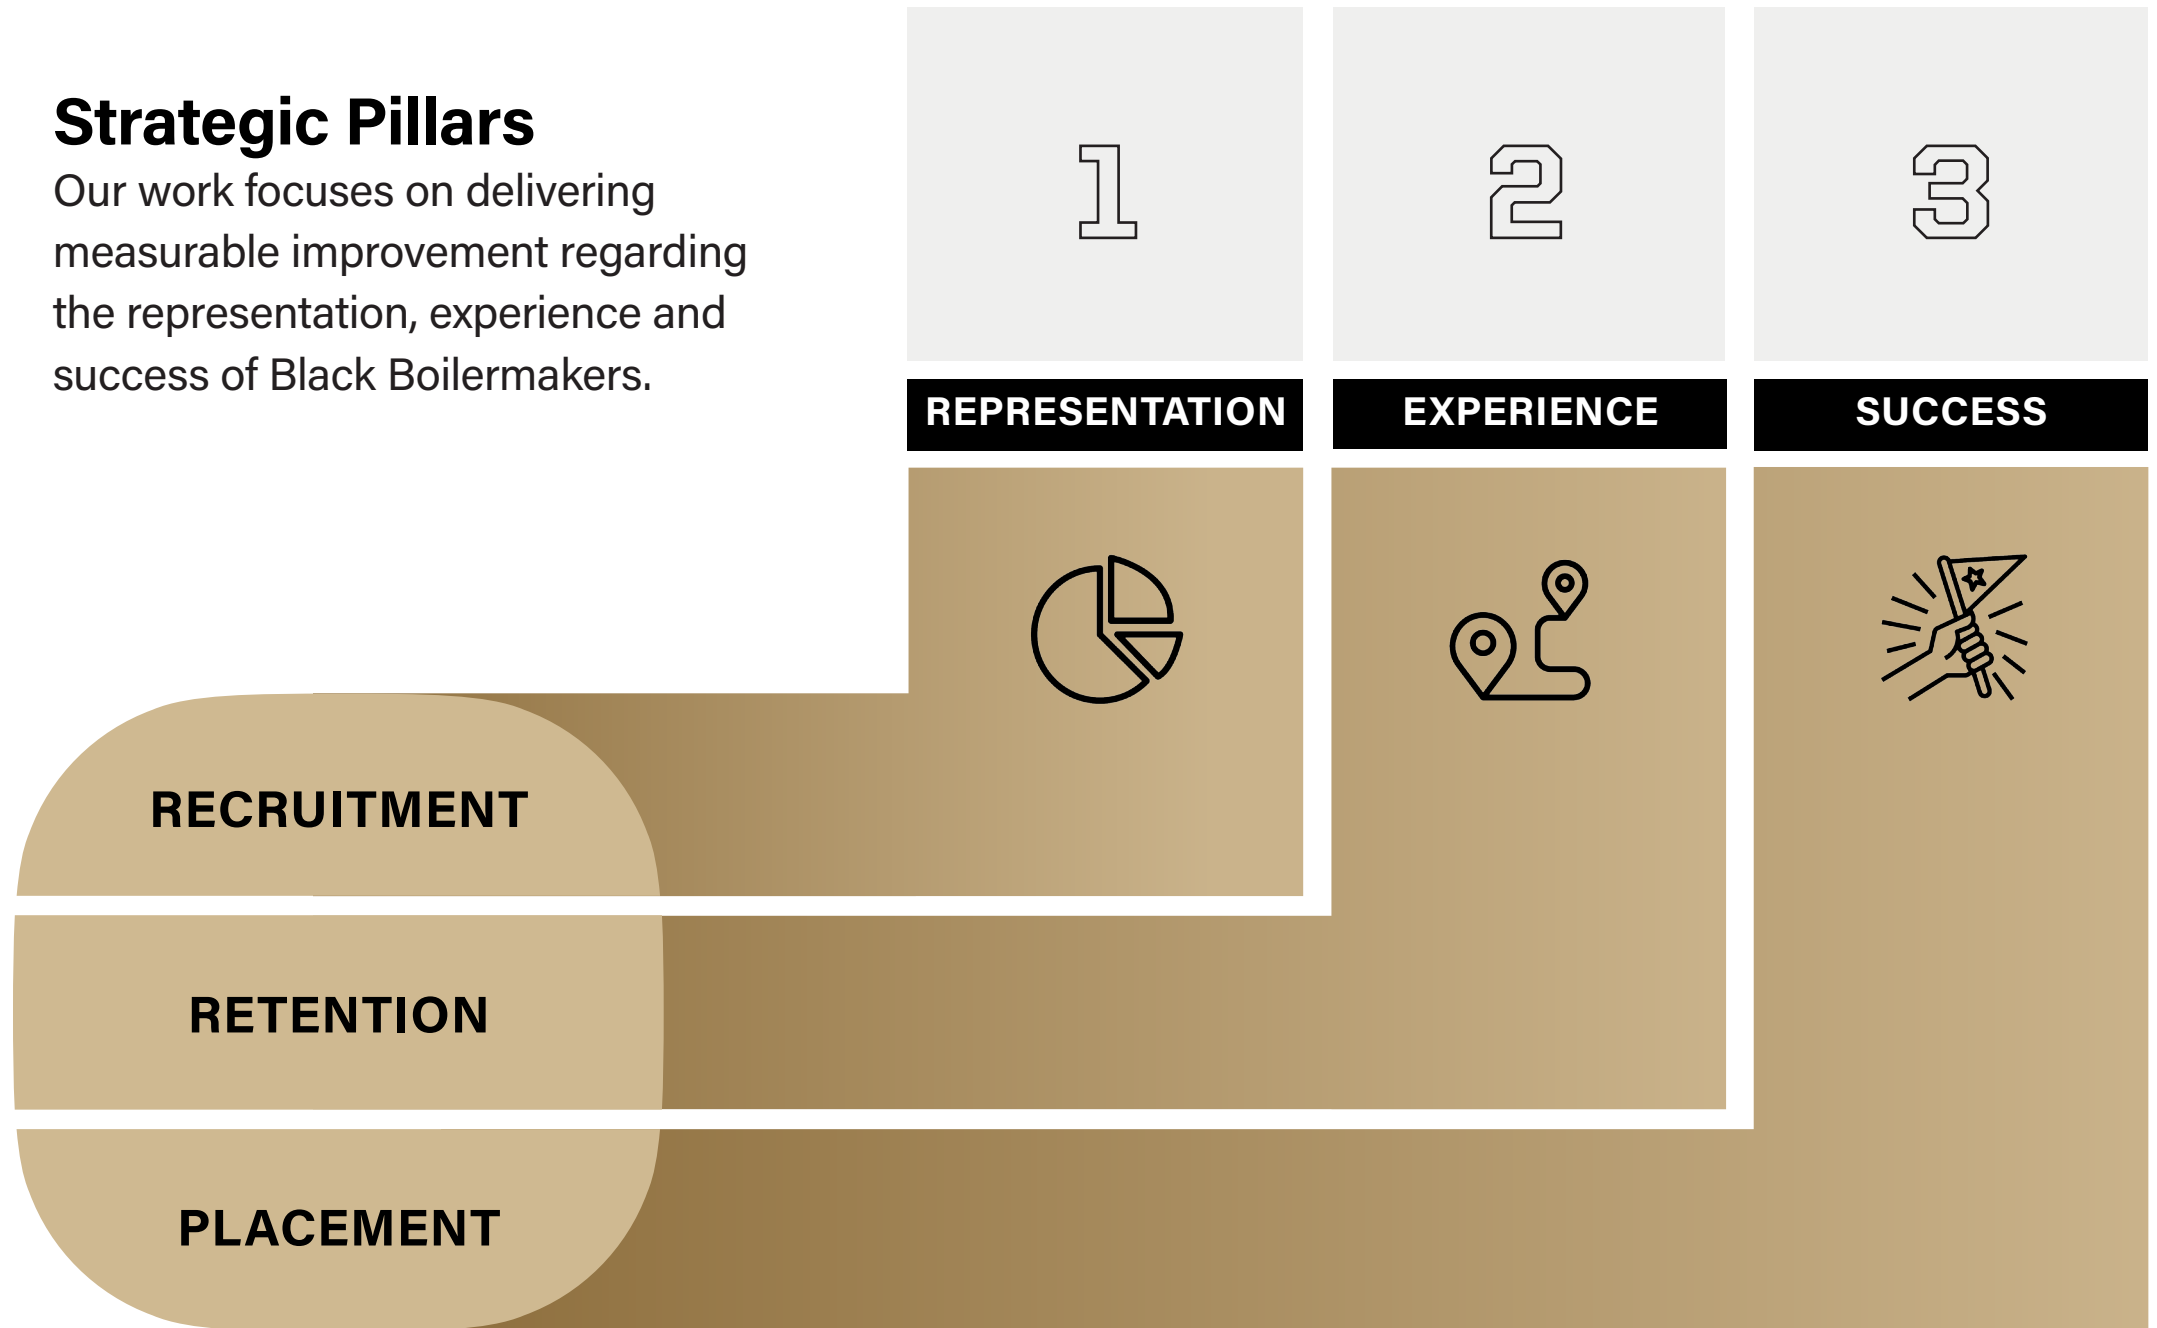 Strategic Pillars
Our work focuses on delivering
measurable improvement regarding
the representation, experience and
success of Black Boilermakers.
1
2
3
REPRESENTATION
EXPERIENCE
SUCCESS
RECRUITMENT
RETENTION
PLACEMENT